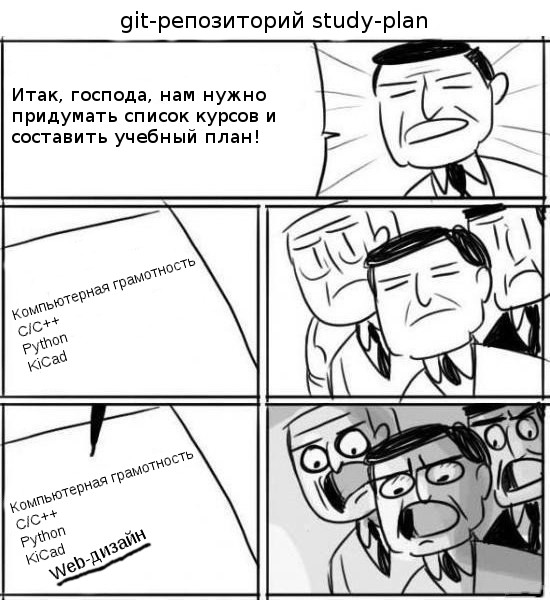 git-репозиторий study-plan
Итак, господа, нам нужно
придумать список курсов и
составить учебный план!
Компьютерная грамотность
C/C++
Python
KiCad
Компьютерная грамотность
C/C++
Python
KiCad
Web-дизайн